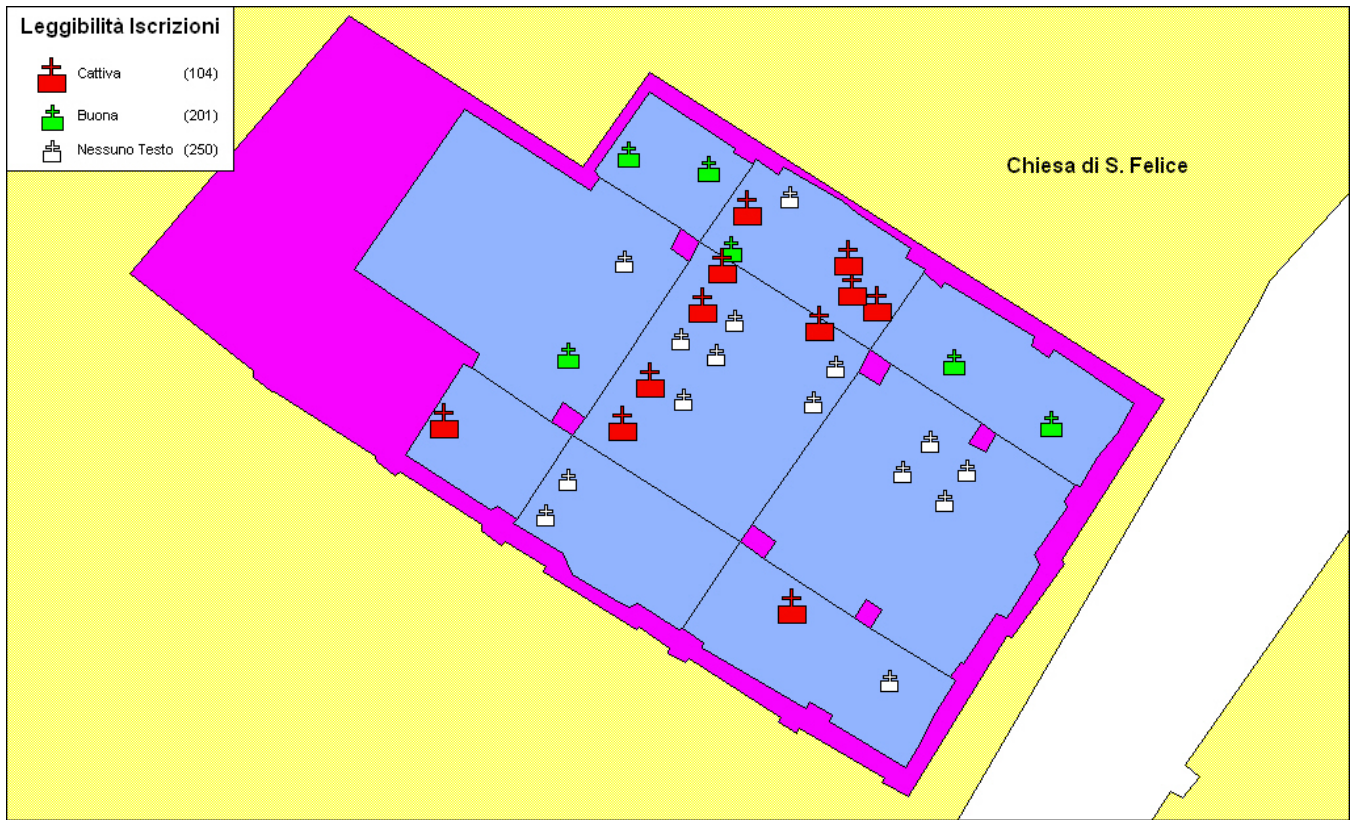 Leggibilità Iscrizioni
Cattiva (104)
Buona (201)
Nessuno Testo (250)
Chiesa di S. Felice